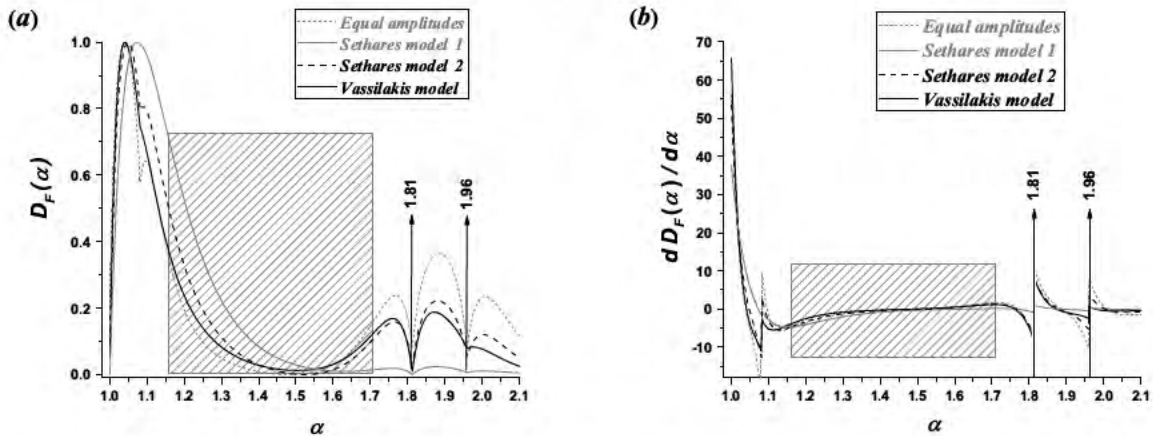 (a)
Equal amplitudes
Sethares model 1
Sethares model 2
Vassilakis model
1.0
0.8
0.6
0.4
0.2
0.0
D_F(α)
1.81
1.96
1.0 1.1 1.2 1.3 1.4 1.5 1.6 1.7 1.8 1.9 2.0 2.1
α
(b)
Equal amplitudes
Sethares model 1
Sethares model 2
Vassilakis model
70
60
50
40
30
20
10
0
-10
d D_F(α) / dα
1.81
1.96
1.0 1.1 1.2 1.3 1.4 1.5 1.6 1.7 1.8 1.9 2.0 2.1
α